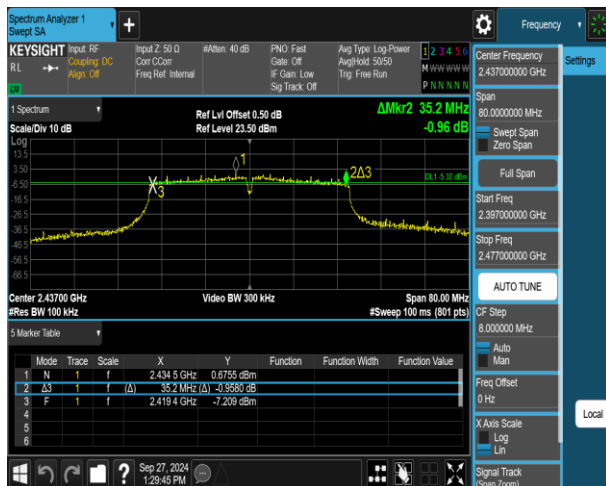 Spectrum Analyzer 1
Swept SA
Frequency
KEYSIGHT
RL
Input: RF
Coupling: DC
Align: Off
Input Z: 50 Ω
Corr CCorr
Freq Ref: Internal
#Atten: 40 dB
PNO: Fast
Gate: Off
IF Gain: Low
Sig Track: Off
Avg Type: Log-Power
Avg|Hold: 50/50
Trig: Free Run
1 2 3 4 5 6
M W W W W W
P N N N N N
1 Spectrum
Scale/Div 10 dB
Ref Lvl Offset 0.50 dB
Ref Level 23.50 dBm
ΔMkr2 35.2 MHz
-0.96 dB
Log
13.5
3.50
-6.50
-16.5
-26.5
-36.5
-46.5
-56.5
-66.5
1
2Δ3
X3
DL1 -5.32 dBm
Center 2.43700 GHz
#Res BW 100 kHz
Video BW 300 kHz
Span 80.00 MHz
#Sweep 100 ms (801 pts)
5 Marker Table
Mode Trace Scale X Y Function Function Width Function Value
1 N 1 f 2.434 5 GHz 0.6755 dBm
2 Δ3 1 f (Δ) 35.2 MHz (Δ) -0.9580 dB
3 F 1 f 2.419 4 GHz -7.209 dBm
4
5
6
Sep 27, 2024
1:29:45 PM
?
Center Frequency
2.437000000 GHz
Settings
Span
80.0000000 MHz
Swept Span
Zero Span
Full Span
Start Freq
2.397000000 GHz
Stop Freq
2.477000000 GHz
AUTO TUNE
CF Step
8.000000 MHz
Auto
Man
Freq Offset
0 Hz
X Axis Scale
Log
Lin
Local
Signal Track
(Span Zoom)